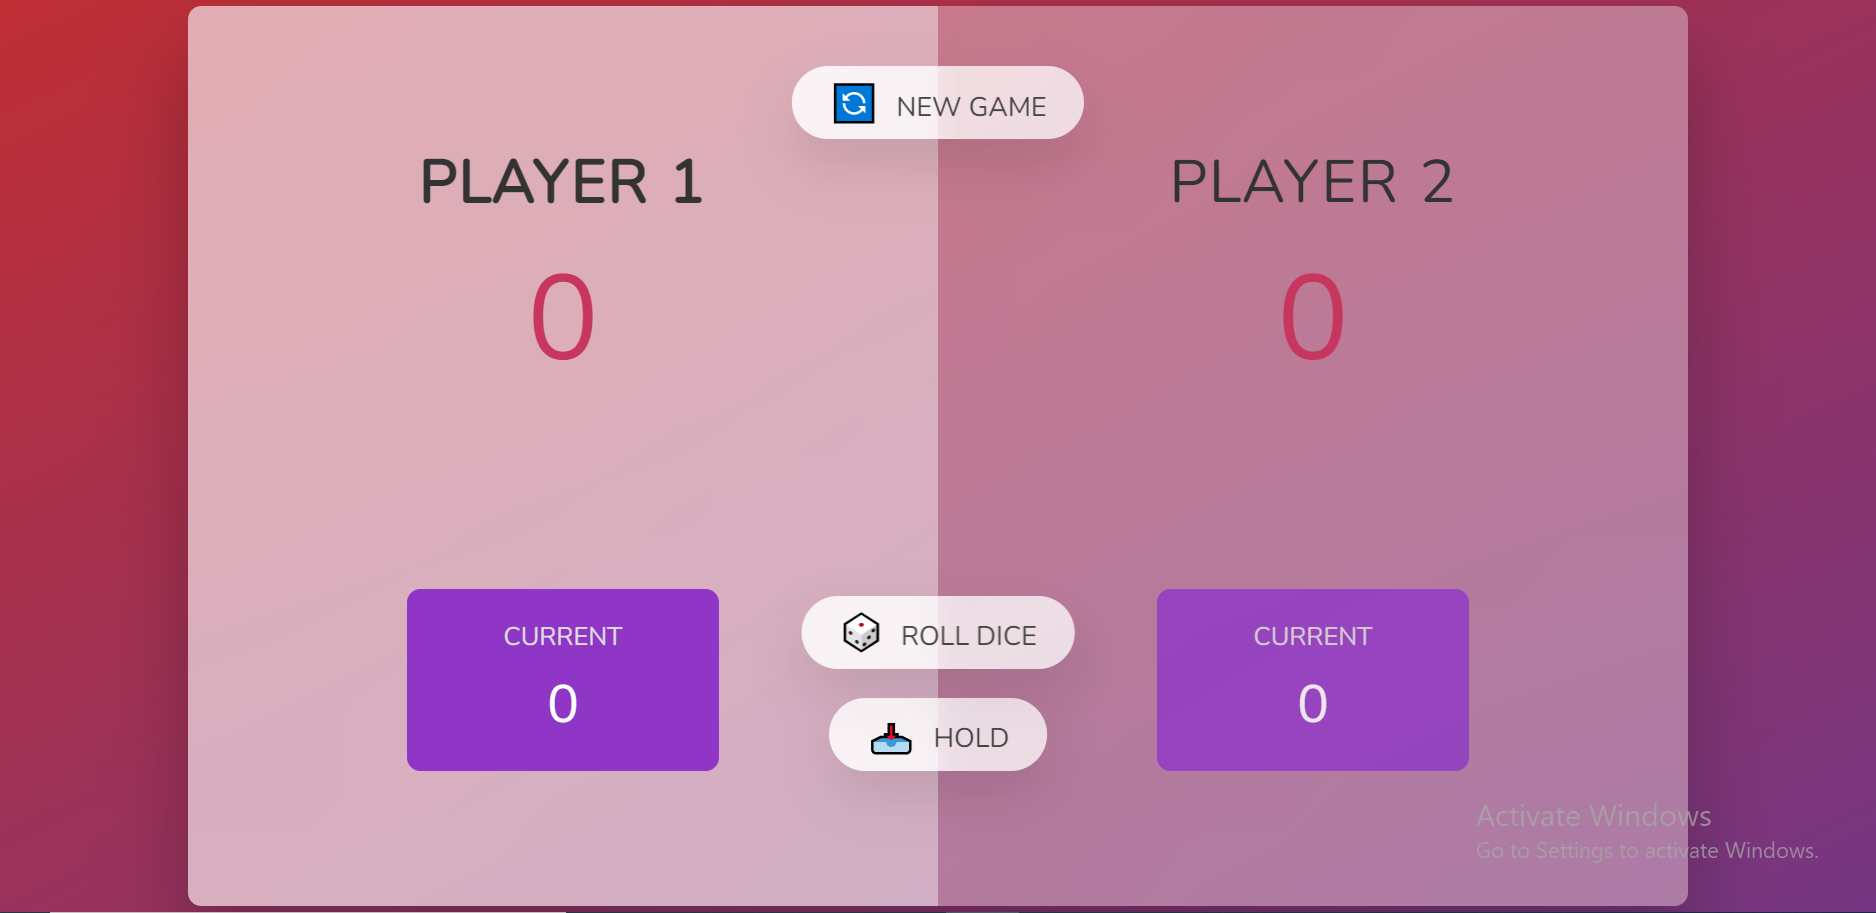 NEW GAME
PLAYER 1
PLAYER 2
0
0
CURRENT
0
ROLL DICE
HOLD
CURRENT
0
Activate Windows
Go to Settings to activate Windows.